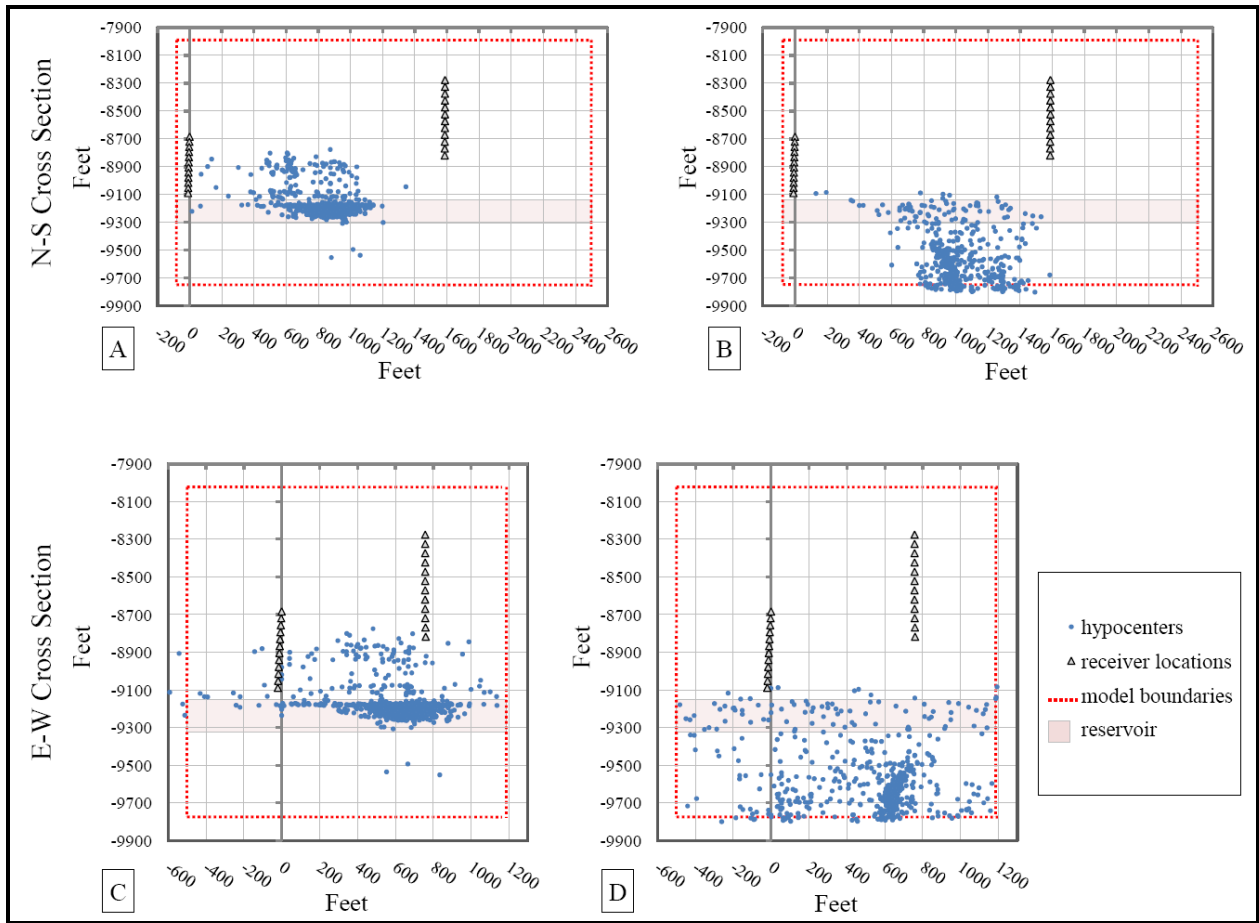 N-S Cross Section
Feet
-7900
-8100
-8300
-8500
-8700
-8900
-9100
-9300
-9500
-9700
-9900
-200 0 200 400 600 800 1000 1200 1400 1600 1800 2000 2200 2400 2600
A
Feet
Feet
-7900
-8100
-8300
-8500
-8700
-8900
-9100
-9300
-9500
-9700
-9900
-200 0 200 400 600 800 1000 1200 1400 1600 1800 2000 2200 2400 2600
B
Feet
E-W Cross Section
Feet
-7900
-8100
-8300
-8500
-8700
-8900
-9100
-9300
-9500
-9700
-9900
-600 -400 -200 0 200 400 600 800 1000 1200
C
Feet
Feet
-7900
-8100
-8300
-8500
-8700
-8900
-9100
-9300
-9500
-9700
-9900
-600 -400 -200 0 200 400 600 800 1000 1200
D
Feet
hypocenters
receiver locations
model boundaries
reservoir